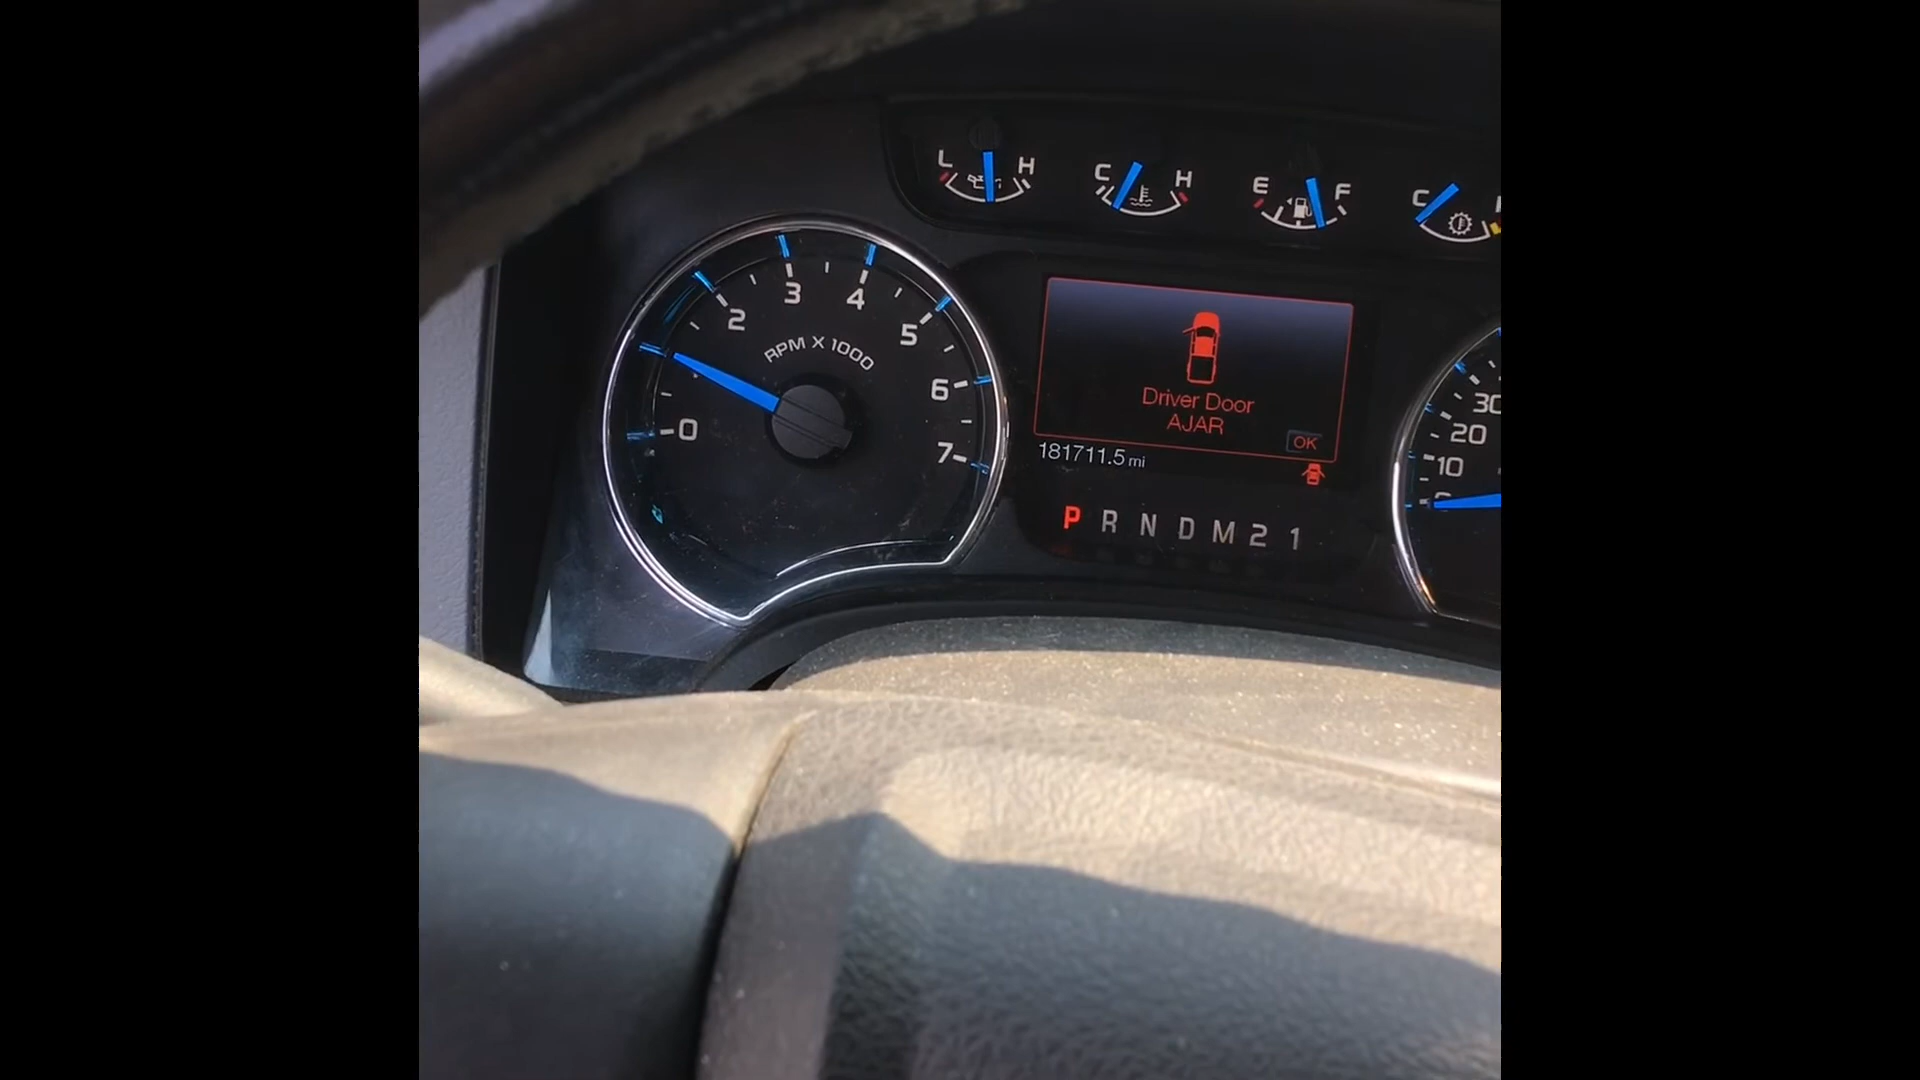 L H
C H
E F
C
0 2 3 4 5 6 7
RPM X 1000
Driver Door
AJAR
OK
181711.5 mi
P R N D M 2 1
30
20
10